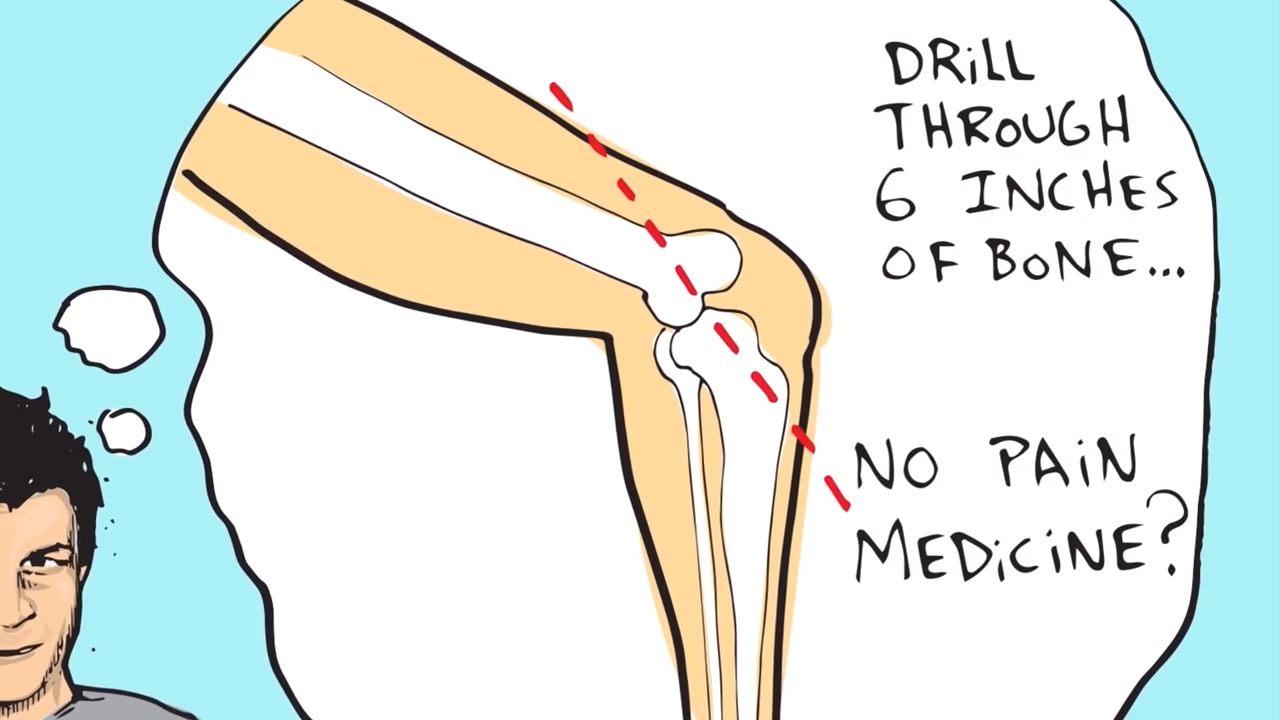 DRiLL
THROUGH
6 INCHES
OF BONE...
NO PAiN
MEDiCiNE?